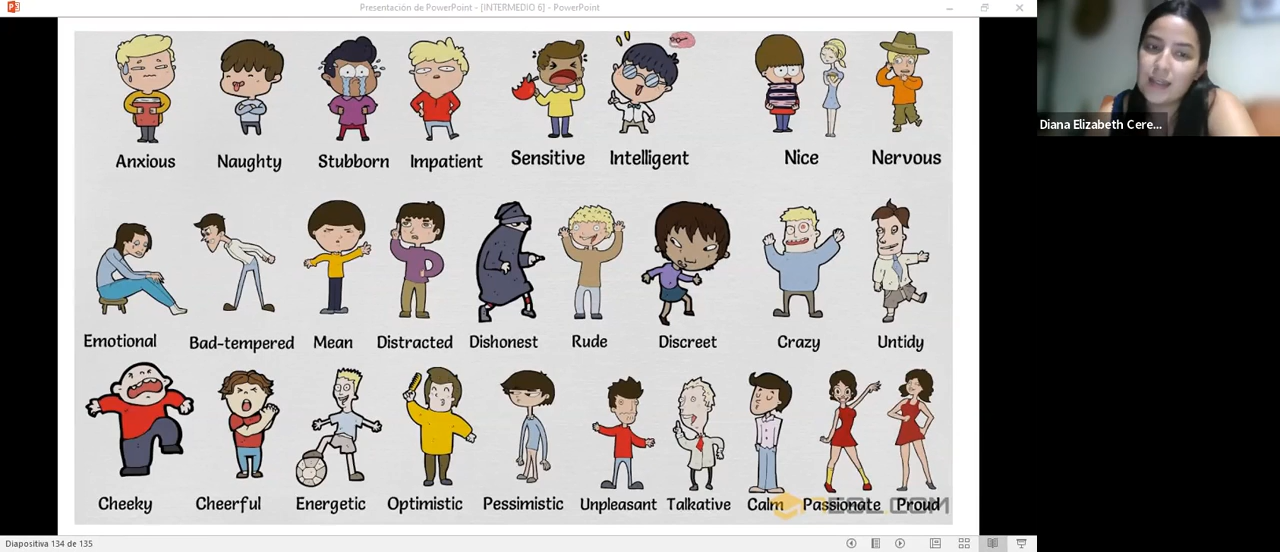 Presentación de PowerPoint - [INTERMEDIO 6] - PowerPoint
Diana Elizabeth Cere...
Anxious Naughty Stubborn Impatient Sensitive Intelligent Nice Nervous
Emotional Bad-tempered Mean Distracted Dishonest Rude Discreet Crazy Untidy
Cheeky Cheerful Energetic Optimistic Pessimistic Unpleasant Talkative Calm Passionate Proud
ESL.COM
Diapositiva 134 de 135